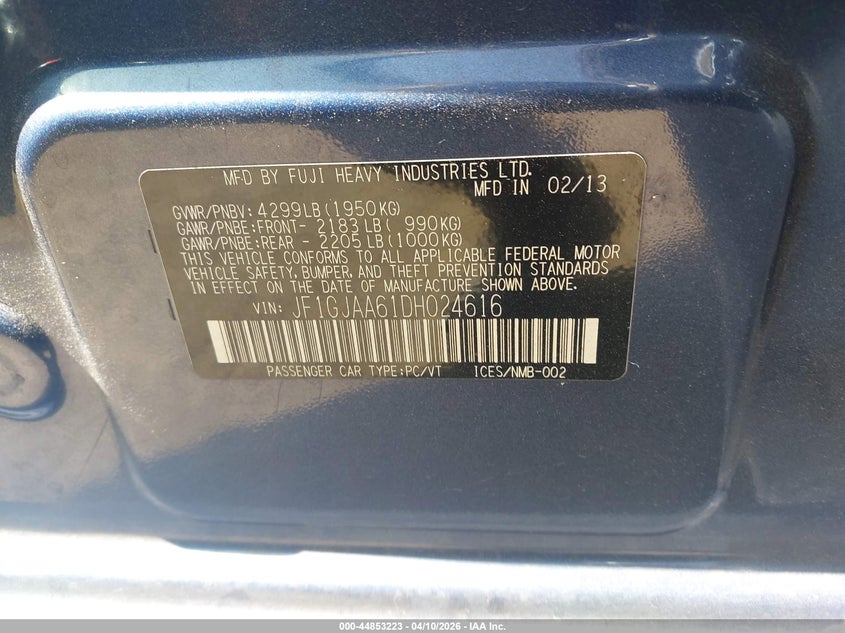 MFD BY FUJI HEAVY INDUSTRIES LTD.
MFD IN 02/13
GVWR/PNBV: 4299LB(1950KG)
GAWR/PNBE:FRONT- 2183LB( 990KG)
GAWR/PNBE:REAR - 2205LB(1000KG)
THIS VEHICLE CONFORMS TO ALL APPLICABLE FEDERAL MOTOR
VEHICLE SAFETY, BUMPER, AND THEFT PREVENTION STANDARDS
IN EFFECT ON THE DATE OF MANUFACTURE SHOWN ABOVE.
VIN: JF1GJAA61DH024616
PASSENGER CAR TYPE:PC/VT ICES/NMB-002
000-44853223 - 04/10/2026 - IAA Inc.